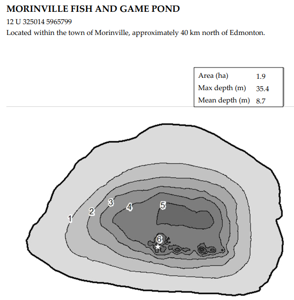 MORINVILLE FISH AND GAME POND
12 U 325014 5965799
Located within the town of Morinville, approximately 40 km north of Edmonton.
Area (ha) 1.9
Max depth (m) 35.4
Mean depth (m) 8.7
1 2 3 4 5